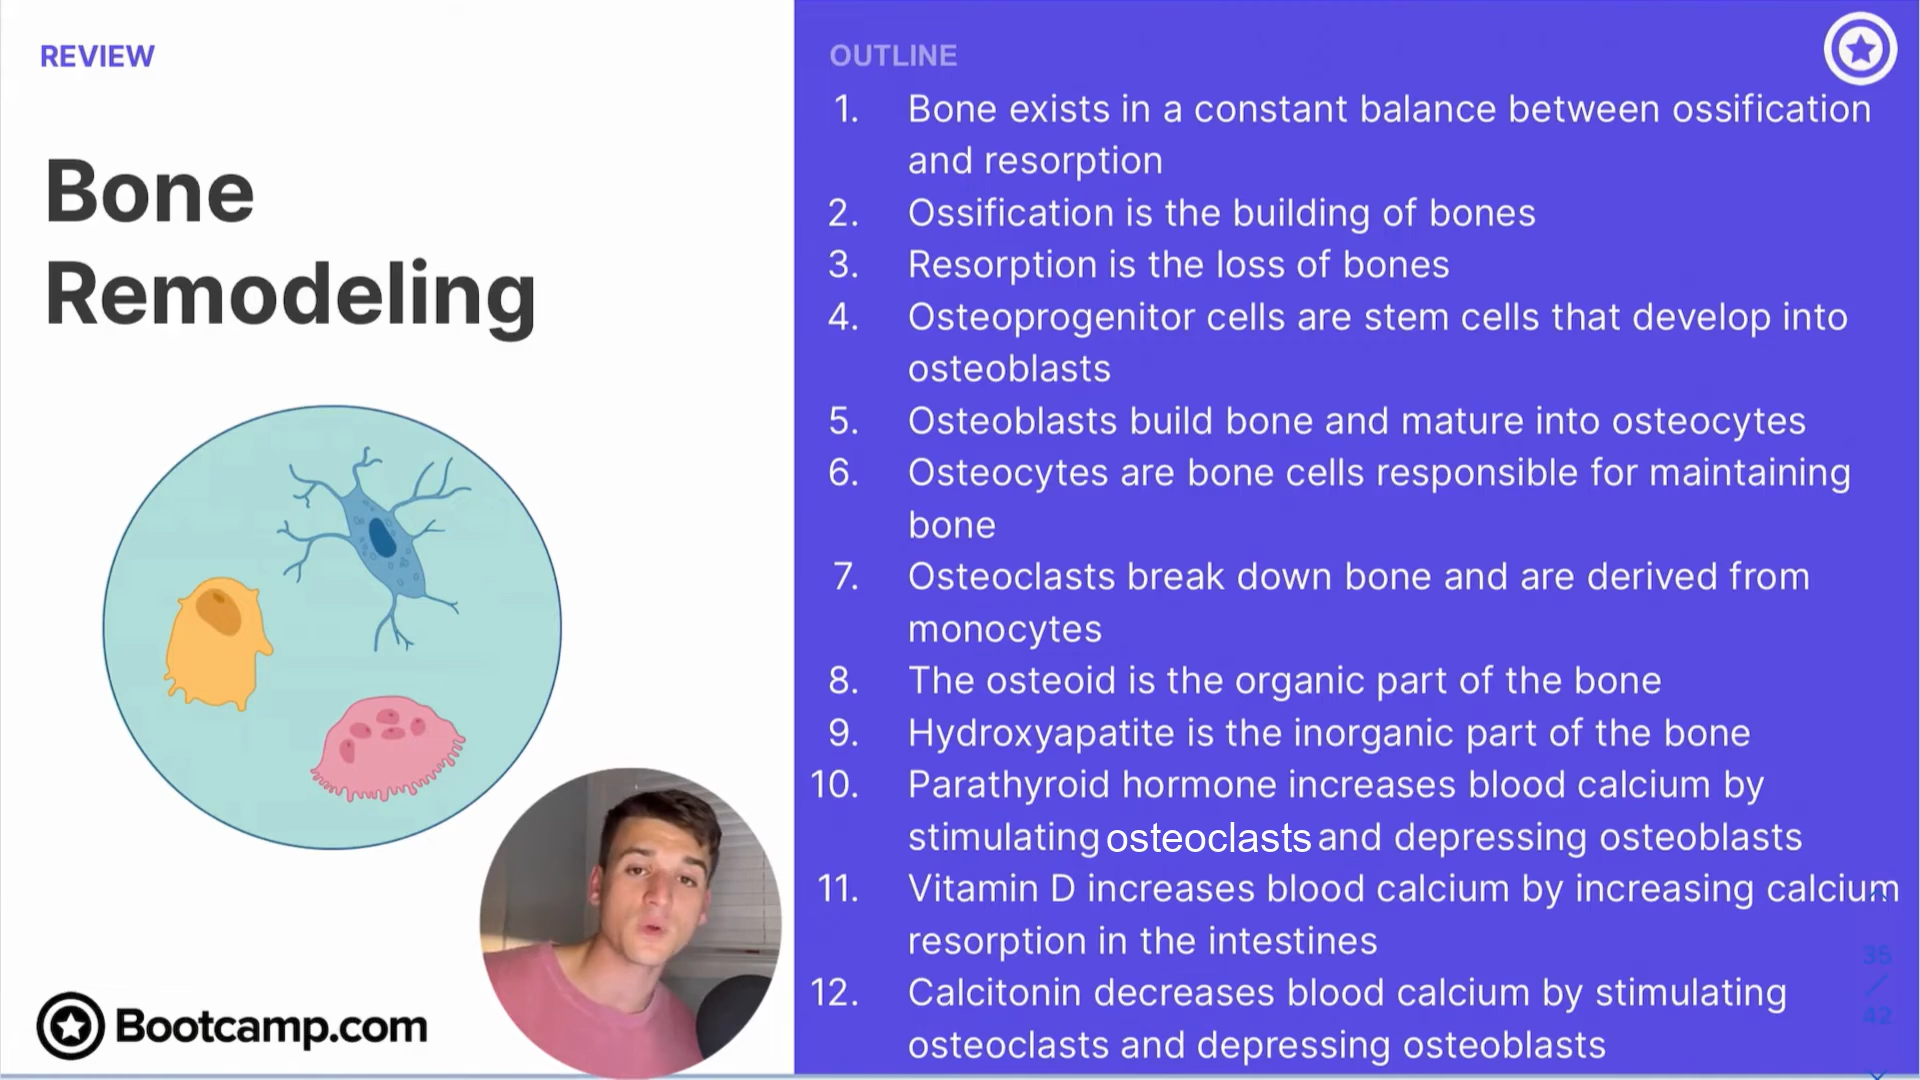 REVIEW
Bone
Remodeling
Bootcamp.com
OUTLINE
1. Bone exists in a constant balance between ossification
and resorption
2. Ossification is the building of bones
3. Resorption is the loss of bones
4. Osteoprogenitor cells are stem cells that develop into
osteoblasts
5. Osteoblasts build bone and mature into osteocytes
6. Osteocytes are bone cells responsible for maintaining
bone
7. Osteoclasts break down bone and are derived from
monocytes
8. The osteoid is the organic part of the bone
9. Hydroxyapatite is the inorganic part of the bone
10. Parathyroid hormone increases blood calcium by
stimulating osteoclasts and depressing osteoblasts
11. Vitamin D increases blood calcium by increasing calcium
resorption in the intestines
12. Calcitonin decreases blood calcium by stimulating
osteoclasts and depressing osteoblasts
35
/
42